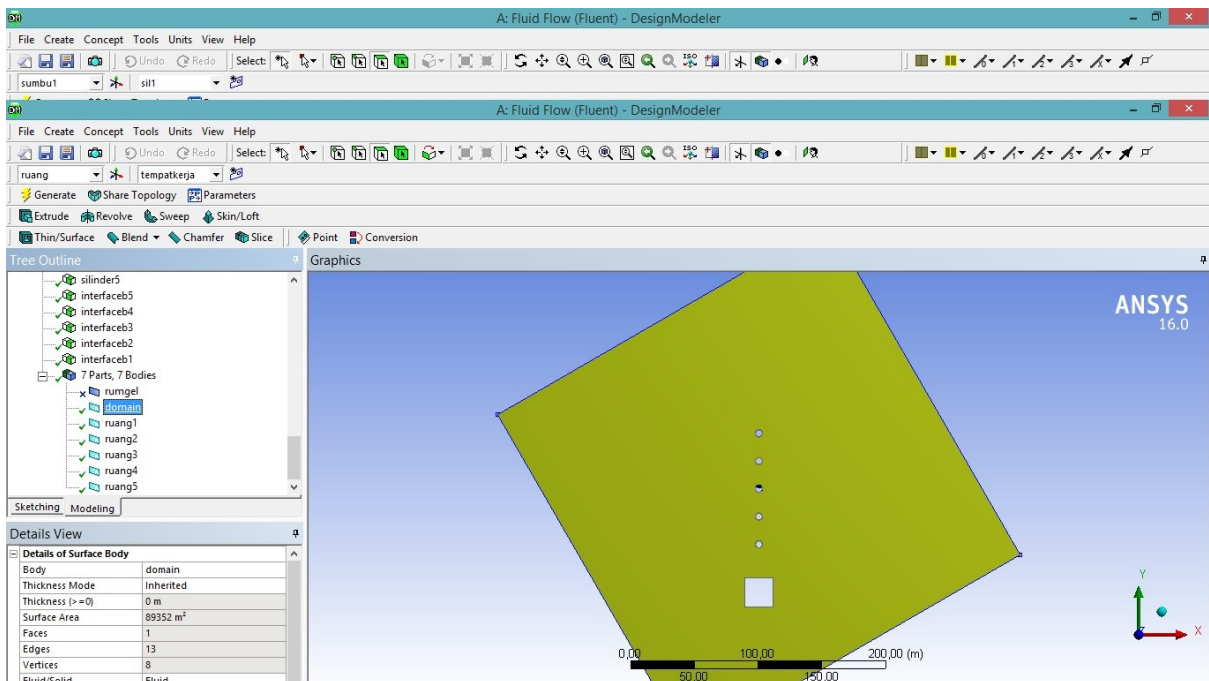 A: Fluid Flow (Fluent) - DesignModeler
File Create Concept Tools Units View Help
Undo Redo Select:
sumbu1 sil1
A: Fluid Flow (Fluent) - DesignModeler
File Create Concept Tools Units View Help
Undo Redo Select:
ruang tempatkerja
Generate Share Topology Parameters
Extrude Revolve Sweep Skin/Loft
Thin/Surface Blend Chamfer Slice Point Conversion
Tree Outline
silinder5
interfaceb5
interfaceb4
interfaceb3
interfaceb2
interfaceb1
7 Parts, 7 Bodies
rumgel
domain
ruang1
ruang2
ruang3
ruang4
ruang5
Sketching Modeling
Details View
Details of Surface Body
Body domain
Thickness Mode Inherited
Thickness (>=0) 0 m
Surface Area 89352 m²
Faces 1
Edges 13
Vertices 8
Fluid/Solid Fluid
Graphics
ANSYS
16.0
Y
X
0,00 100,00 200,00 (m)
50,00 150,00